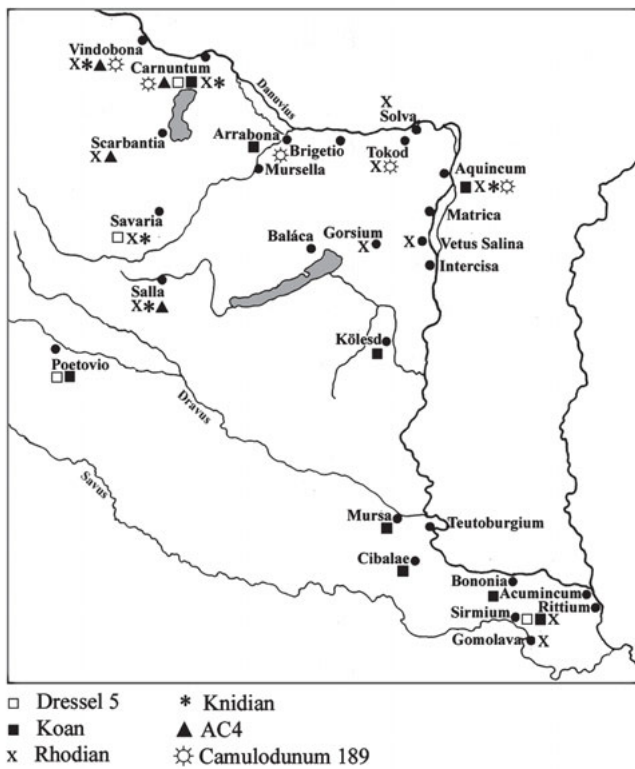 Vindobona
X*▲☼
Carnuntum
☼▲□■X*
Danuvius
X
Solva
Scarbantia
X▲
Arrabona
■
Brigetio
☼
Tokod
X☼
Mursella
Aquincum
■X*☼
Savaria
□X*
Matrica
Baláca
Gorsium
X
X
Vetus Salina
Intercisa
Salla
X*▲
Kölesd
■
Poetovio
□■
Dravus
Savus
Mursa
■
Teutoburgium
Cibalae
■
Bononia
■
Acumincum
Rittium
Sirmium
□■X
Gomolava X
□ Dressel 5
■ Koan
x Rhodian
* Knidian
▲ AC4
☼ Camulodunum 189